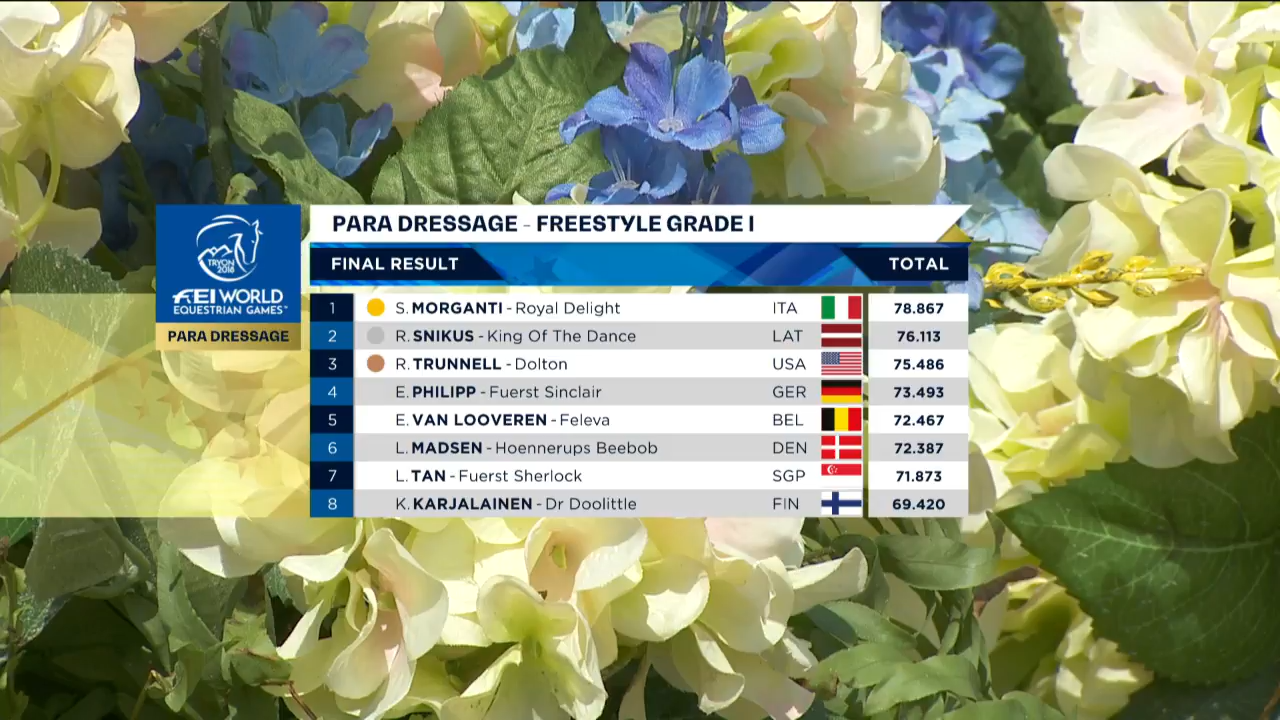 PARA DRESSAGE - FREESTYLE GRADE I
FINAL RESULT TOTAL
TRYON
2018
FEI WORLD
EQUESTRIAN GAMES™
PARA DRESSAGE
1 S. MORGANTI - Royal Delight ITA 78.867
2 R. SNIKUS - King Of The Dance LAT 76.113
3 R. TRUNNELL - Dolton USA 75.486
4 E. PHILIPP - Fuerst Sinclair GER 73.493
5 E. VAN LOOVEREN - Feleva BEL 72.467
6 L. MADSEN - Hoennerups Beebob DEN 72.387
7 L. TAN - Fuerst Sherlock SGP 71.873
8 K. KARJALAINEN - Dr Doolittle FIN 69.420